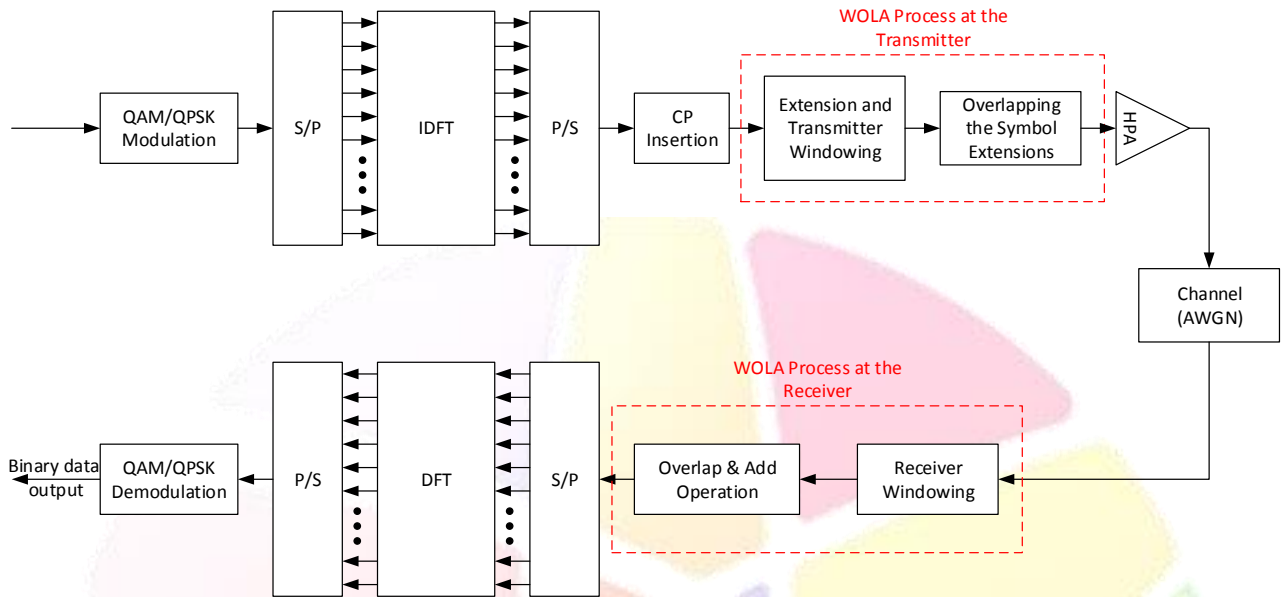 WOLA Process at the
Transmitter
QAM/QPSK
Modulation
S/P
IDFT
P/S
CP
Insertion
Extension and
Transmitter
Windowing
Overlapping
the Symbol
Extensions
HPA
Channel
(AWGN)
WOLA Process at the
Receiver
Binary data
output
QAM/QPSK
Demodulation
P/S
DFT
S/P
Overlap & Add
Operation
Receiver
Windowing